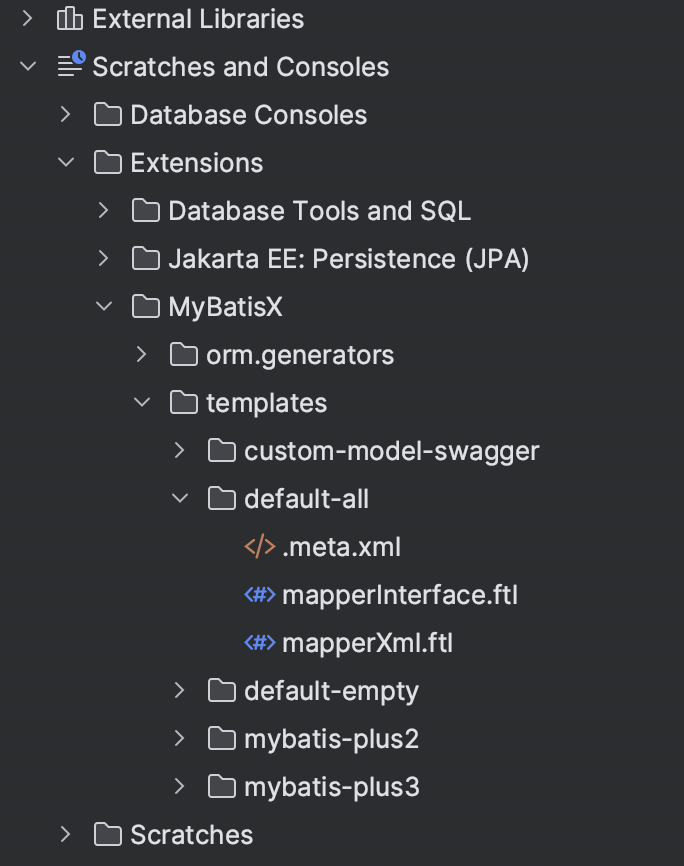 External Libraries
Scratches and Consoles
Database Consoles
Extensions
Database Tools and SQL
Jakarta EE: Persistence (JPA)
MyBatisX
orm.generators
templates
custom-model-swagger
default-all
.meta.xml
mapperInterface.ftl
mapperXml.ftl
default-empty
mybatis-plus2
mybatis-plus3
Scratches